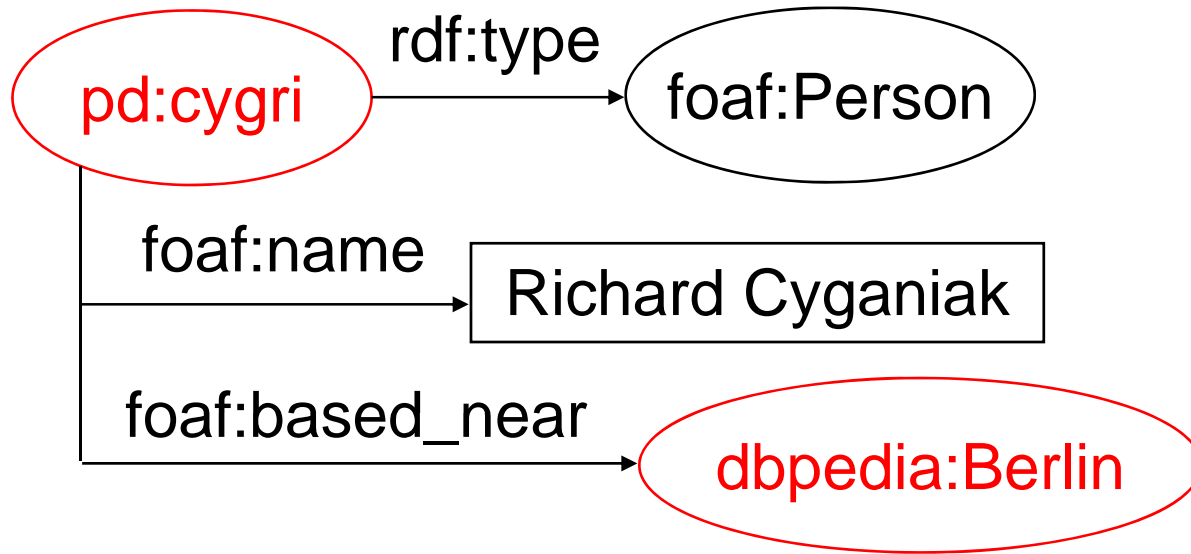 rdf:type
pd:cygri
foaf:Person
foaf:name
Richard Cyganiak
foaf:based_near
dbpedia:Berlin